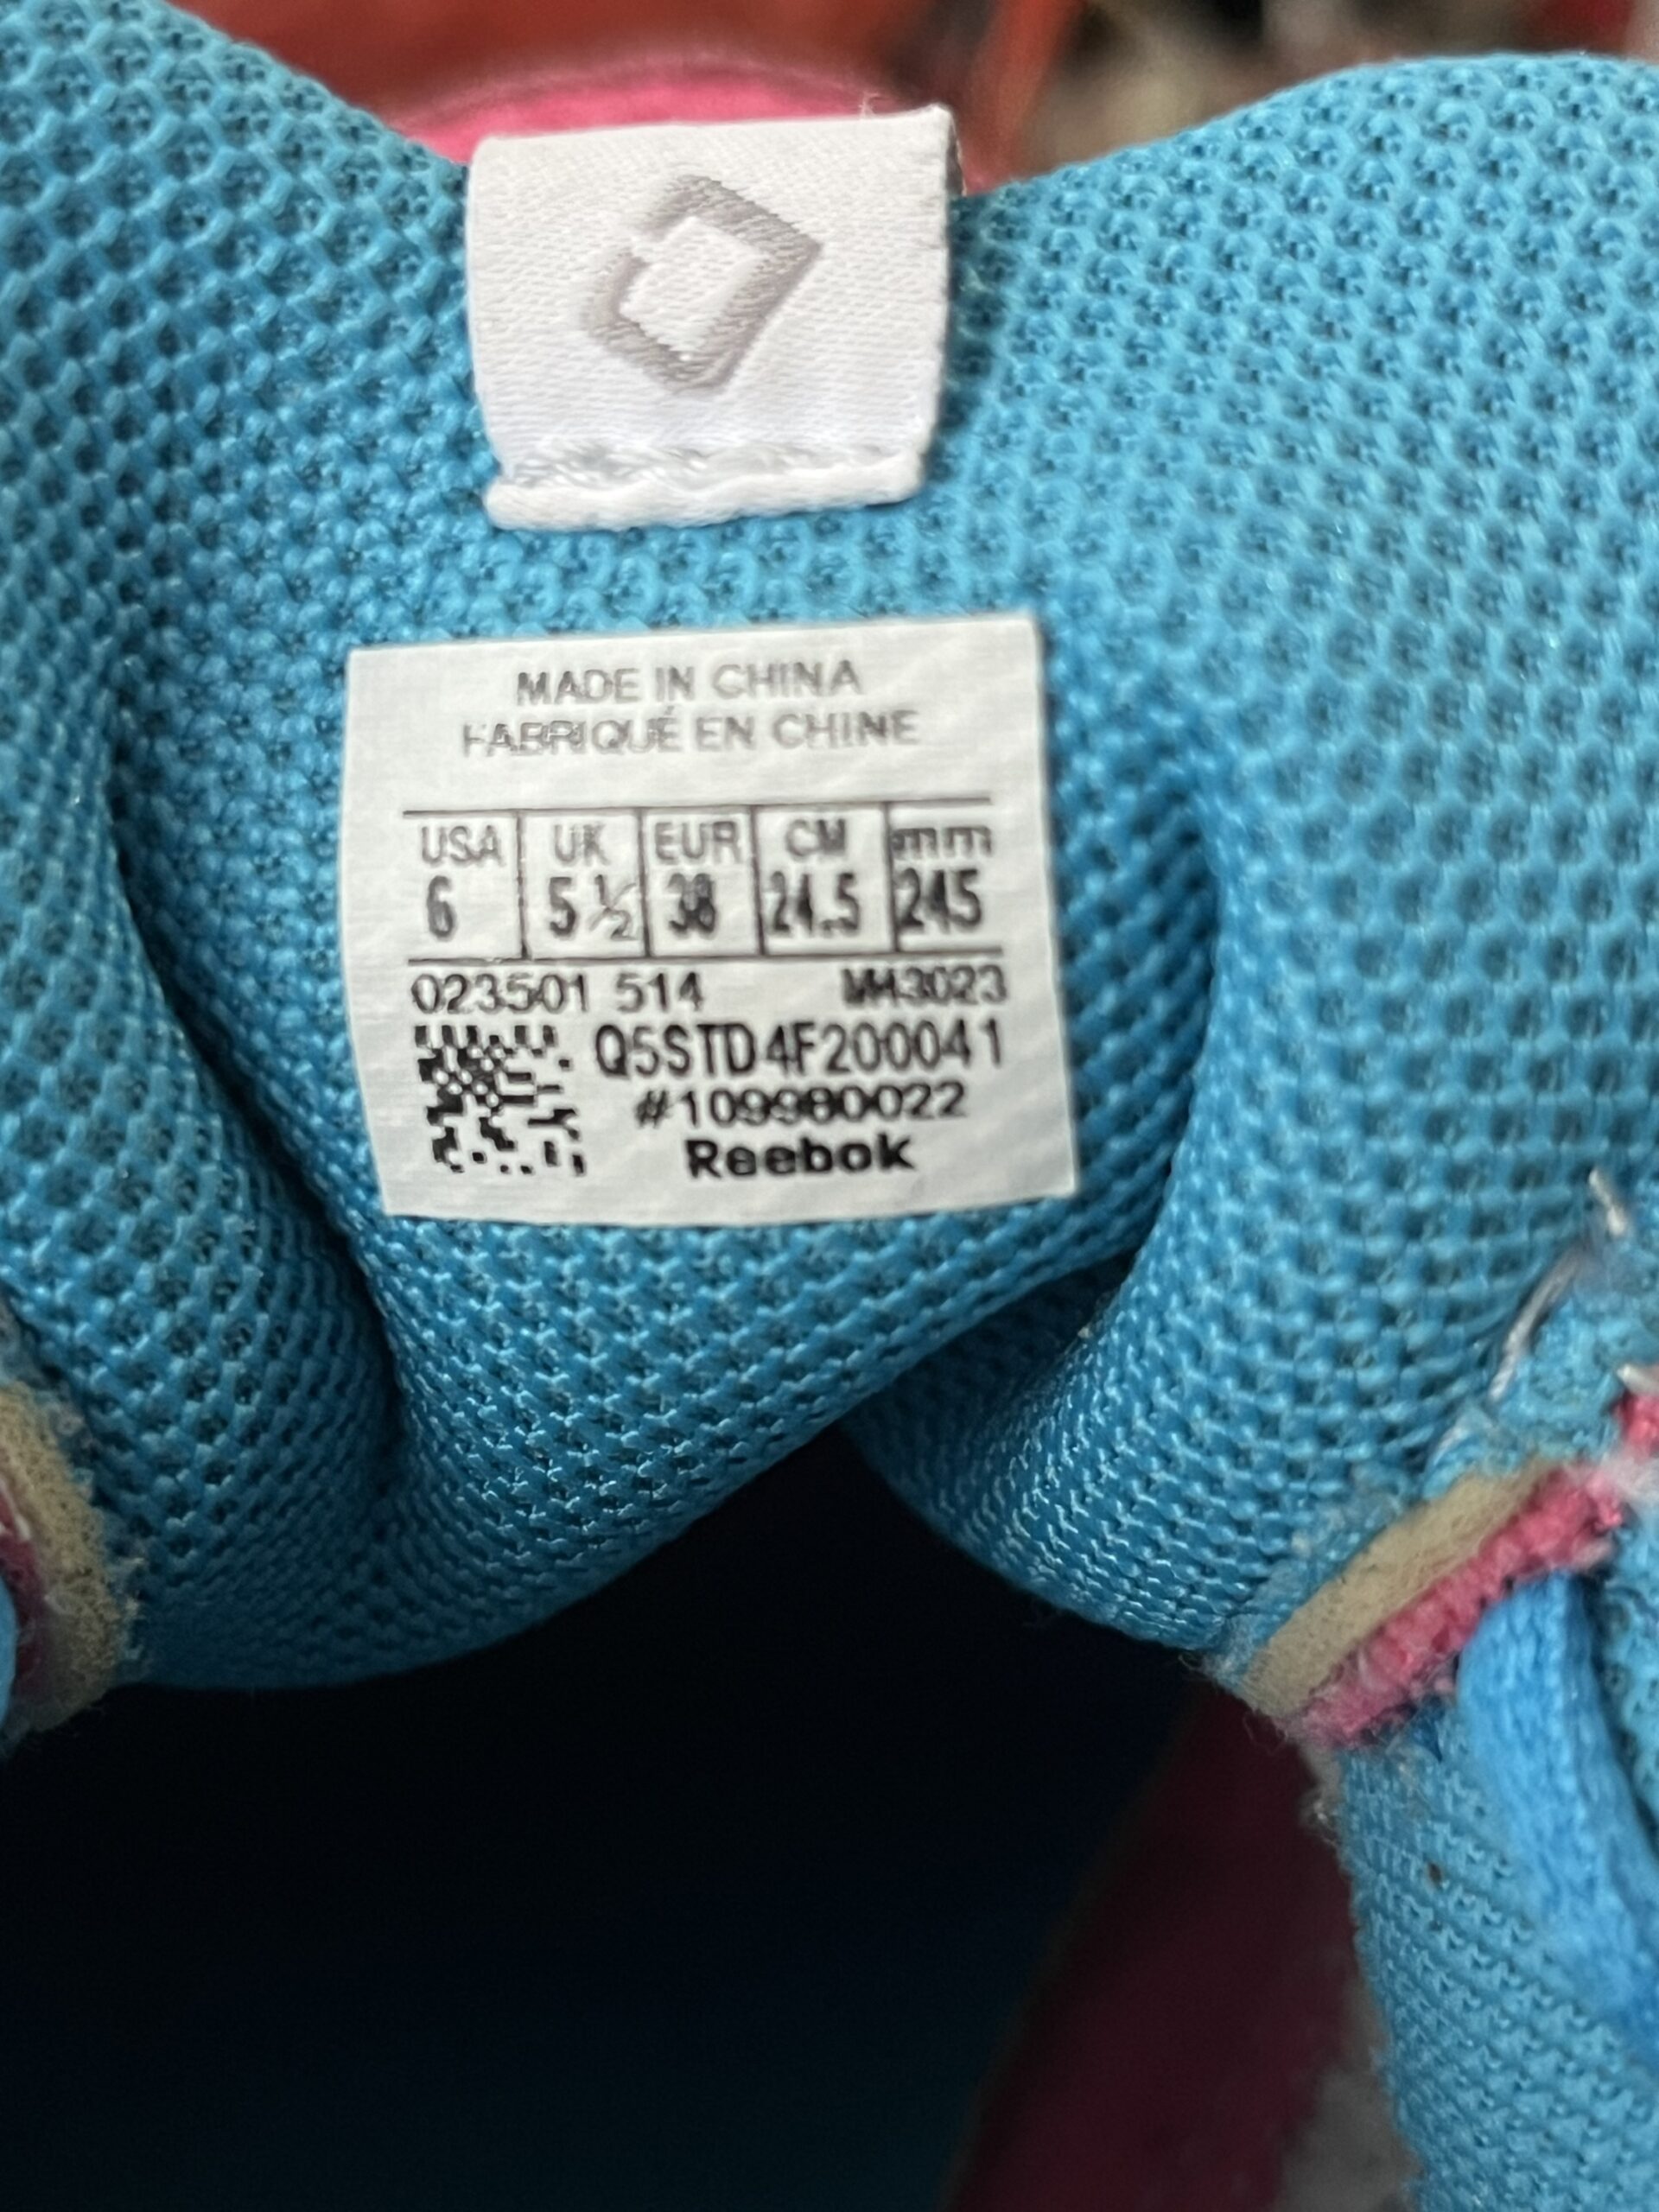 MADE IN CHINA
FABRIQUÉ EN CHINE
USA UK EUR CM mm
6 5 ½ 38 24.5 245
023501 514
Q5STD4F200041
#109980022
Reebok